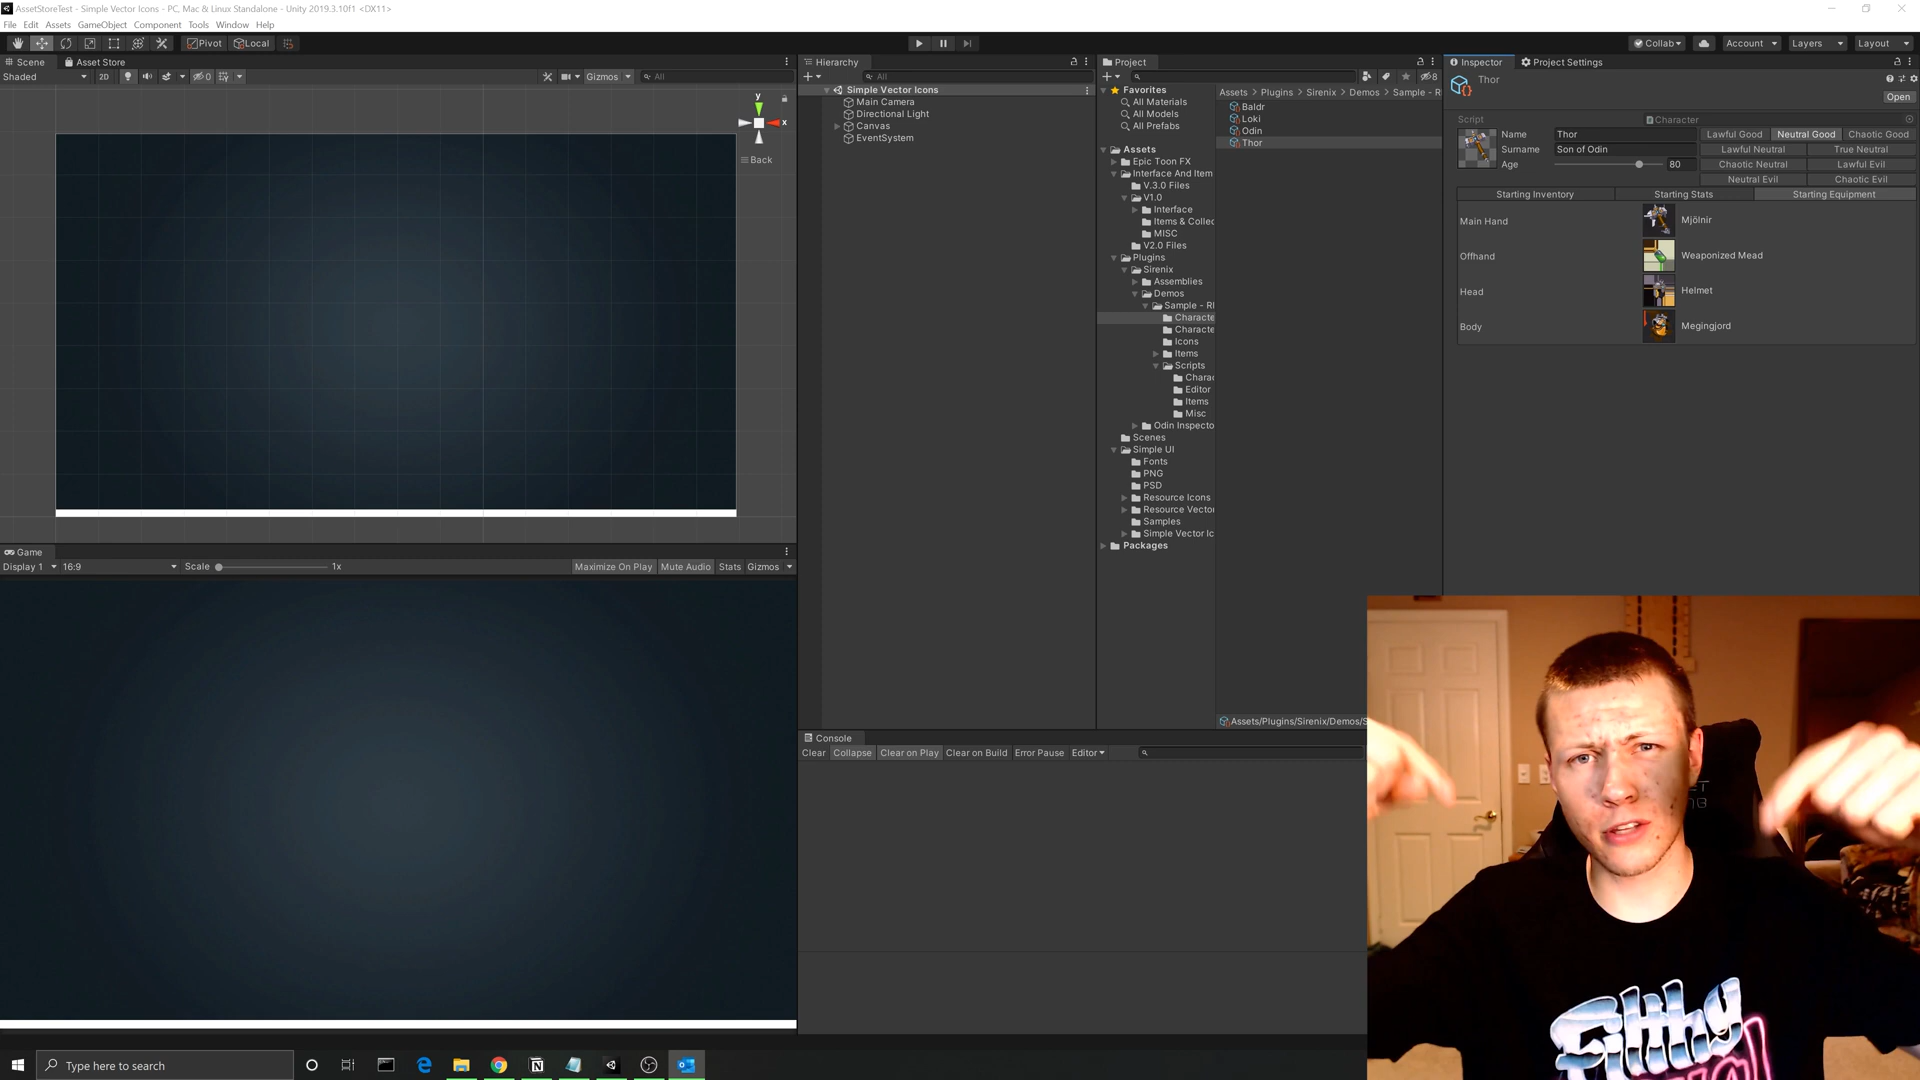 AssetStoreTest - Simple Vector Icons - PC, Mac & Linux Standalone - Unity 2019.3.10f1 <DX11>
File Edit Assets GameObject Component Tools Window Help
Pivot Local
Collab Account Layers Layout
Scene Asset Store
Shaded 2D 0 Gizmos All
y
x
Back
Game
Display 1 16:9 Scale 1x Maximize On Play Mute Audio Stats Gizmos
Hierarchy
All
Simple Vector Icons
Main Camera
Directional Light
Canvas
EventSystem
Project
8
Favorites
All Materials
All Models
All Prefabs
Assets
Epic Toon FX
Interface And Item
V.3.0 Files
V1.0
Interface
Items & Collec
MISC
V2.0 Files
Plugins
Sirenix
Assemblies
Demos
Sample - RI
Characte
Characte
Icons
Items
Scripts
Charac
Editor
Items
Misc
Odin Inspecto
Scenes
Simple UI
Fonts
PNG
PSD
Resource Icons
Resource Vector
Samples
Simple Vector Ic
Packages
Assets > Plugins > Sirenix > Demos > Sample - R
Baldr
Loki
Odin
Thor
Assets/Plugins/Sirenix/Demos/S
Console
Clear Collapse Clear on Play Clear on Build Error Pause Editor
Inspector Project Settings
Thor
Open
Script Character
Name Thor
Surname Son of Odin
Age 80
Lawful Good Neutral Good Chaotic Good
Lawful Neutral True Neutral
Chaotic Neutral Lawful Evil
Neutral Evil Chaotic Evil
Starting Inventory Starting Stats Starting Equipment
Main Hand Mjölnir
Offhand Weaponized Mead
Head Helmet
Body Megingjord
Filthy
Type here to search